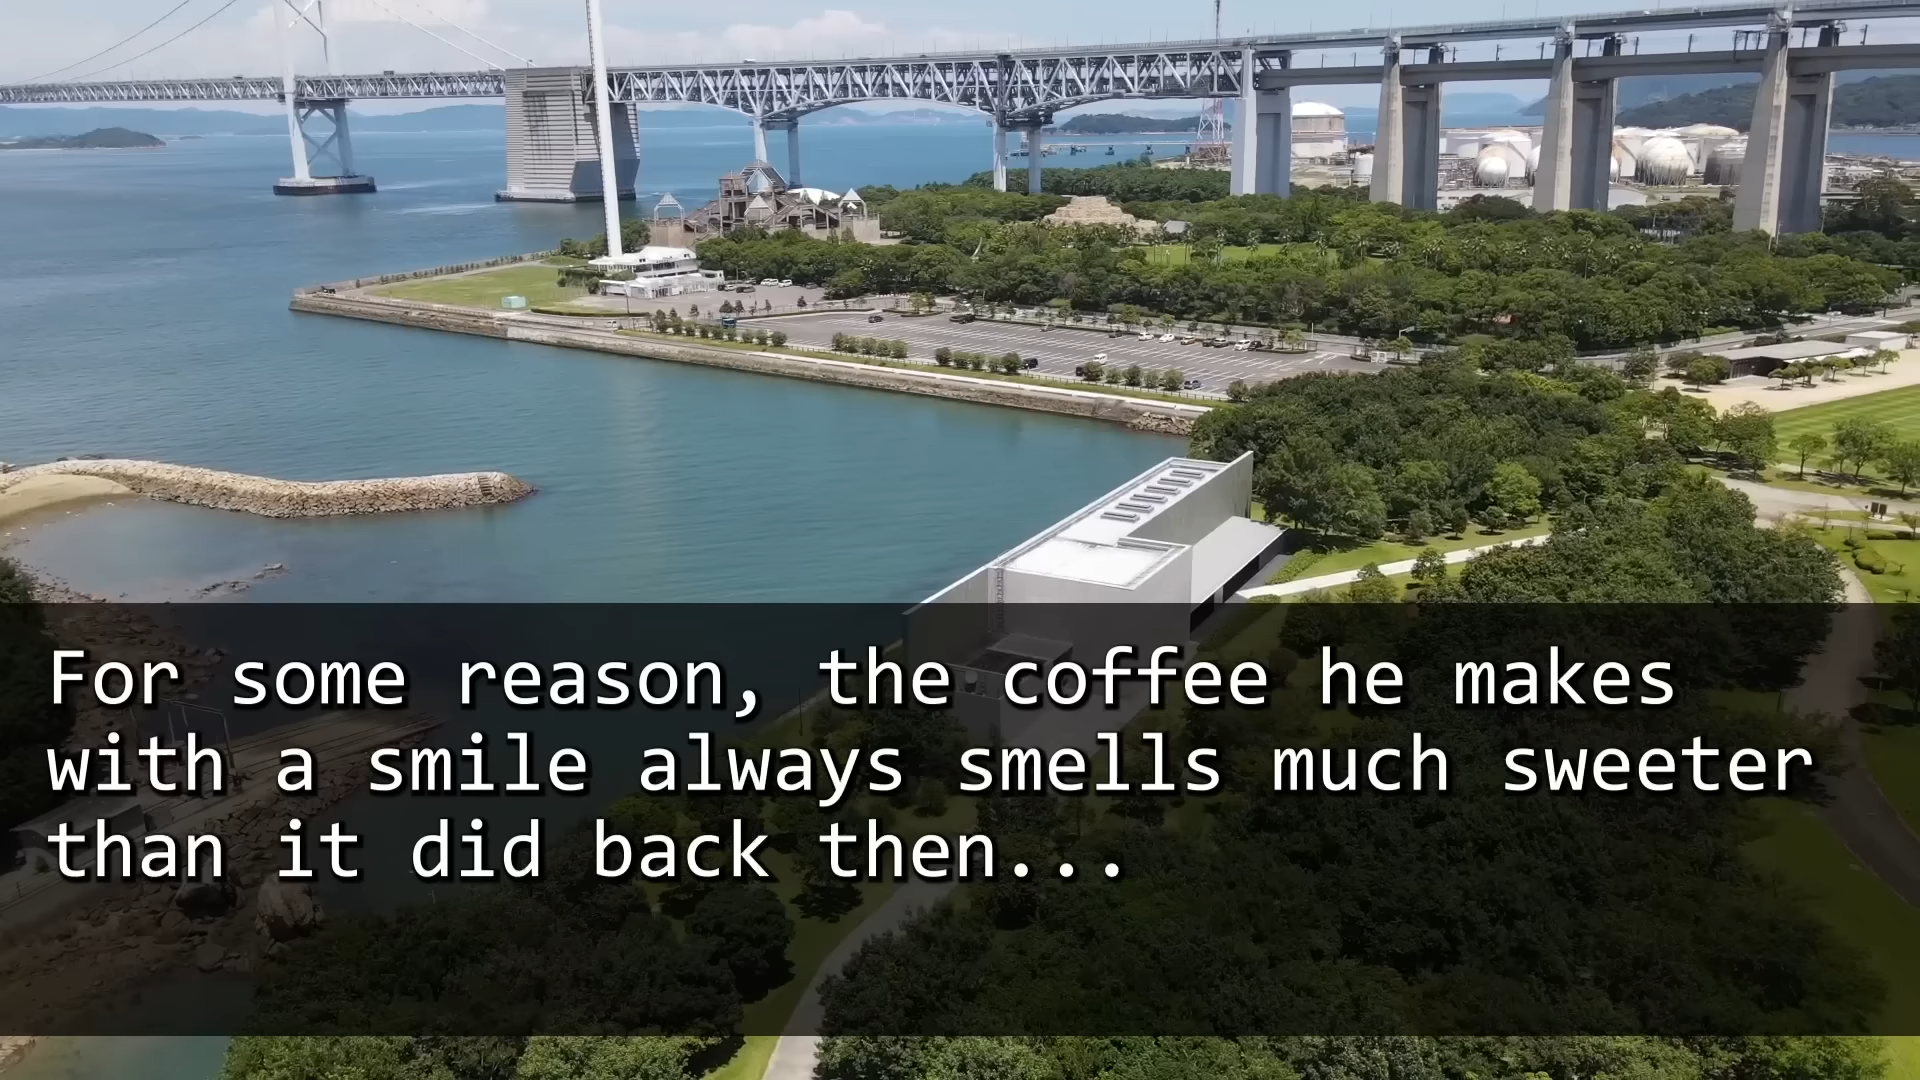 For some reason, the coffee he makes
with a smile always smells much sweeter
than it did back then...